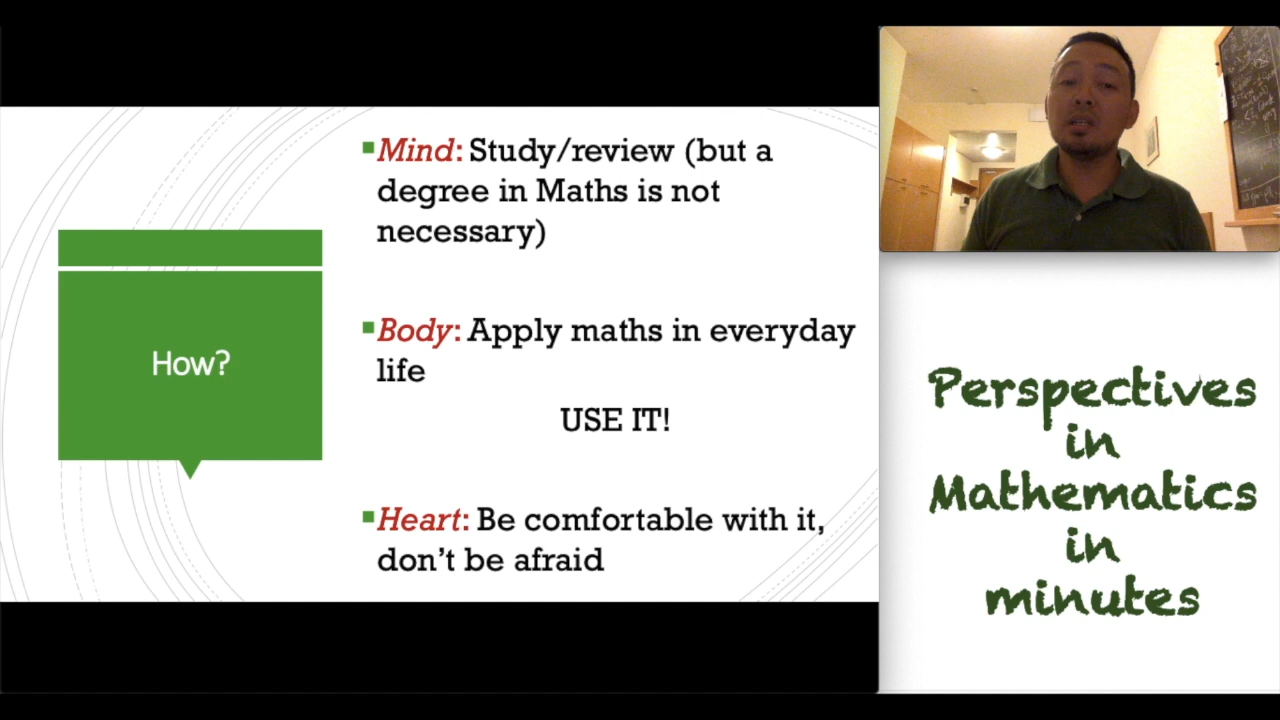 How?
Mind: Study/review (but a
degree in Maths is not
necessary)
Body: Apply maths in everyday
life
USE IT!
Heart: Be comfortable with it,
don't be afraid
Perspectives
in
Mathematics
in
minutes